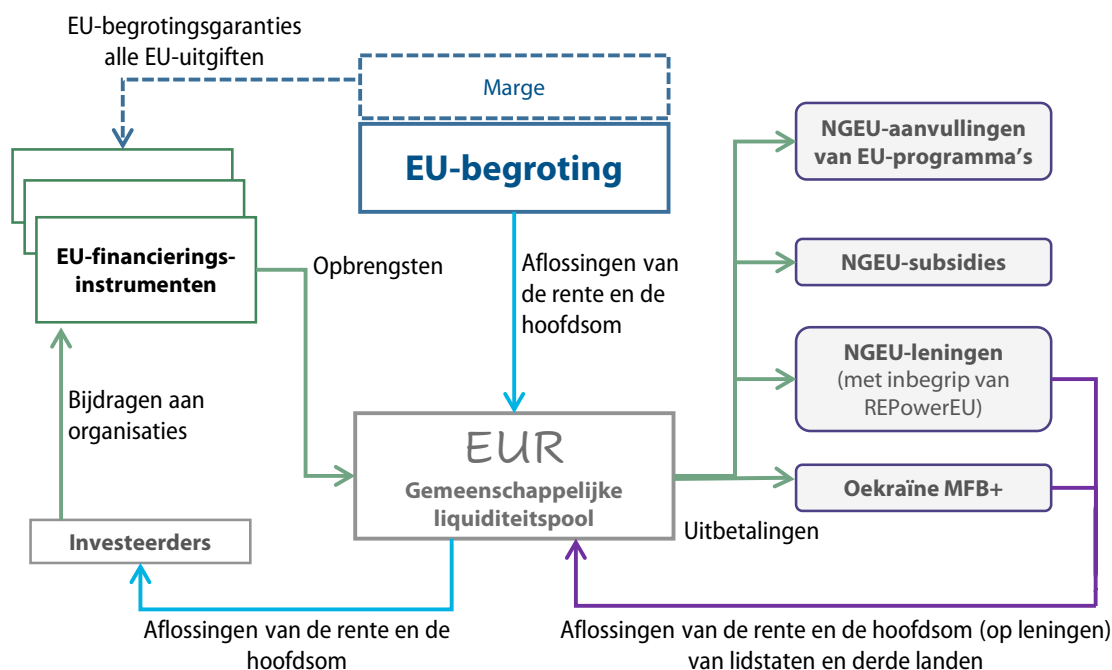 EU-begrotingsgaranties
alle EU-uitgiften
Marge
EU-begroting
NGEU-aanvullingen
van EU-programma's
EU-financierings-
instrumenten
Opbrengsten
Aflossingen van
de rente en de
hoofdsom
NGEU-subsidies
NGEU-leningen
(met inbegrip van
REPowerEU)
Bijdragen aan
organisaties
EUR
Gemeenschappelijke
liquiditeitspool
Oekraïne MFB+
Investeerders
Uitbetalingen
Aflossingen van de rente en de
hoofdsom
Aflossingen van de rente en de hoofdsom (op leningen)
van lidstaten en derde landen